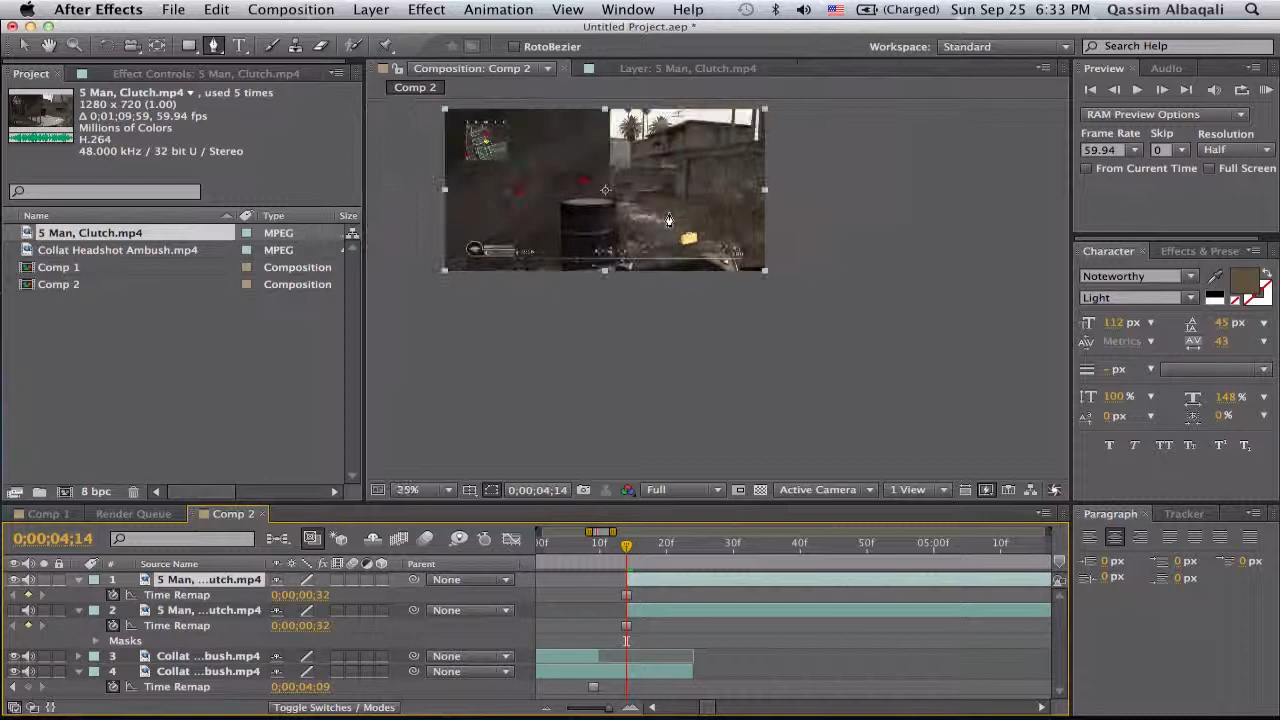 After Effects File Edit Composition Layer Effect Animation View Window Help (Charged) Sun Sep 25 6:33 PM Qassim Albaqali
Untitled Project.aep *
RotoBezier Workspace: Standard Search Help
Project Effect Controls: 5 Man, Clutch.mp4
5 Man, Clutch.mp4 , used 5 times
1280 x 720 (1.00)
Δ 0;01;09;59, 59.94 fps
Millions of Colors
H.264
48.000 kHz / 32 bit U / Stereo
Name Type Size
5 Man, Clutch.mp4 MPEG
Collat Headshot Ambush.mp4 MPEG
Comp 1 Composition
Comp 2 Composition
8 bpc
Composition: Comp 2 Layer: 5 Man, Clutch.mp4
Comp 2
25% 0;00;04;14 Full Active Camera 1 View
Preview Audio
RAM Preview Options
Frame Rate Skip Resolution
59.94 0 Half
From Current Time Full Screen
Character Effects & Prese
Noteworthy
Light
112 px 45 px
Metrics 43
- px
100 % 148 %
0 px 0 %
T T TT Tr T¹ T₁
Comp 1 Render Queue Comp 2
0;00;04;14 00f 10f 20f 30f 40f 50f 05:00f 10f
# Source Name Parent
1 5 Man, ...utch.mp4 None
Time Remap 0;00;00;32
2 5 Man, ...utch.mp4 None
Time Remap 0;00;00;32
Masks
3 Collat ...bush.mp4 None
4 Collat ...bush.mp4 None
Time Remap 0;00;04;09
Toggle Switches / Modes
Paragraph Tracker
0 px 0 px 0 px
0 px 0 px